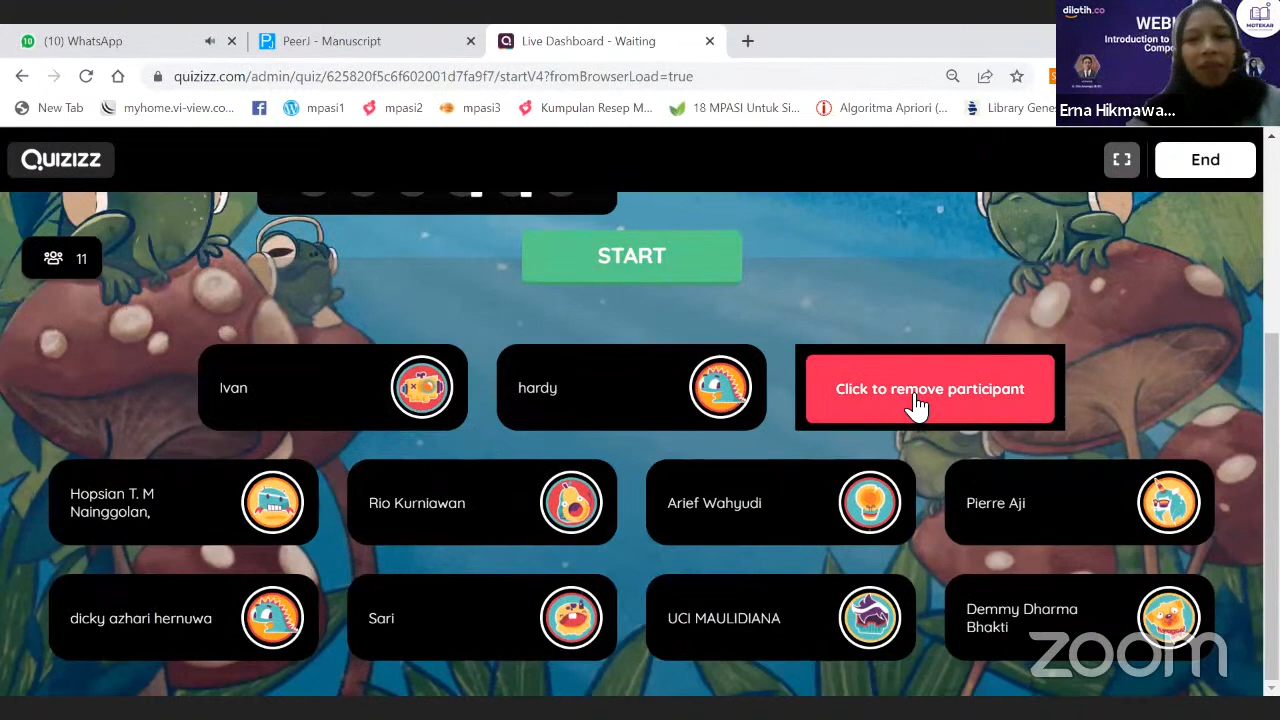 (10) WhatsApp
PeerJ - Manuscript
Live Dashboard - Waiting
quizizz.com/admin/quiz/625820f5c6f602001d7fa9f7/startV4?fromBrowserLoad=true
New Tab
myhome.vi-view.co...
mpasi1
mpasi2
mpasi3
Kumpulan Resep M...
18 MPASI Untuk Si...
Algoritma Apriori (...
Library Gene
dilatih.co
WEBI
Introduction to
Compe
MOTEKAR
Erna Hikmawa...
QUIZIZZ
End
11
START
Ivan
hardy
Click to remove participant
Hopsian T. M
Nainggolan,
Rio Kurniawan
Arief Wahyudi
Pierre Aji
dicky azhari hernuwa
Sari
UCI MAULIDIANA
Demmy Dharma
Bhakti
zoom